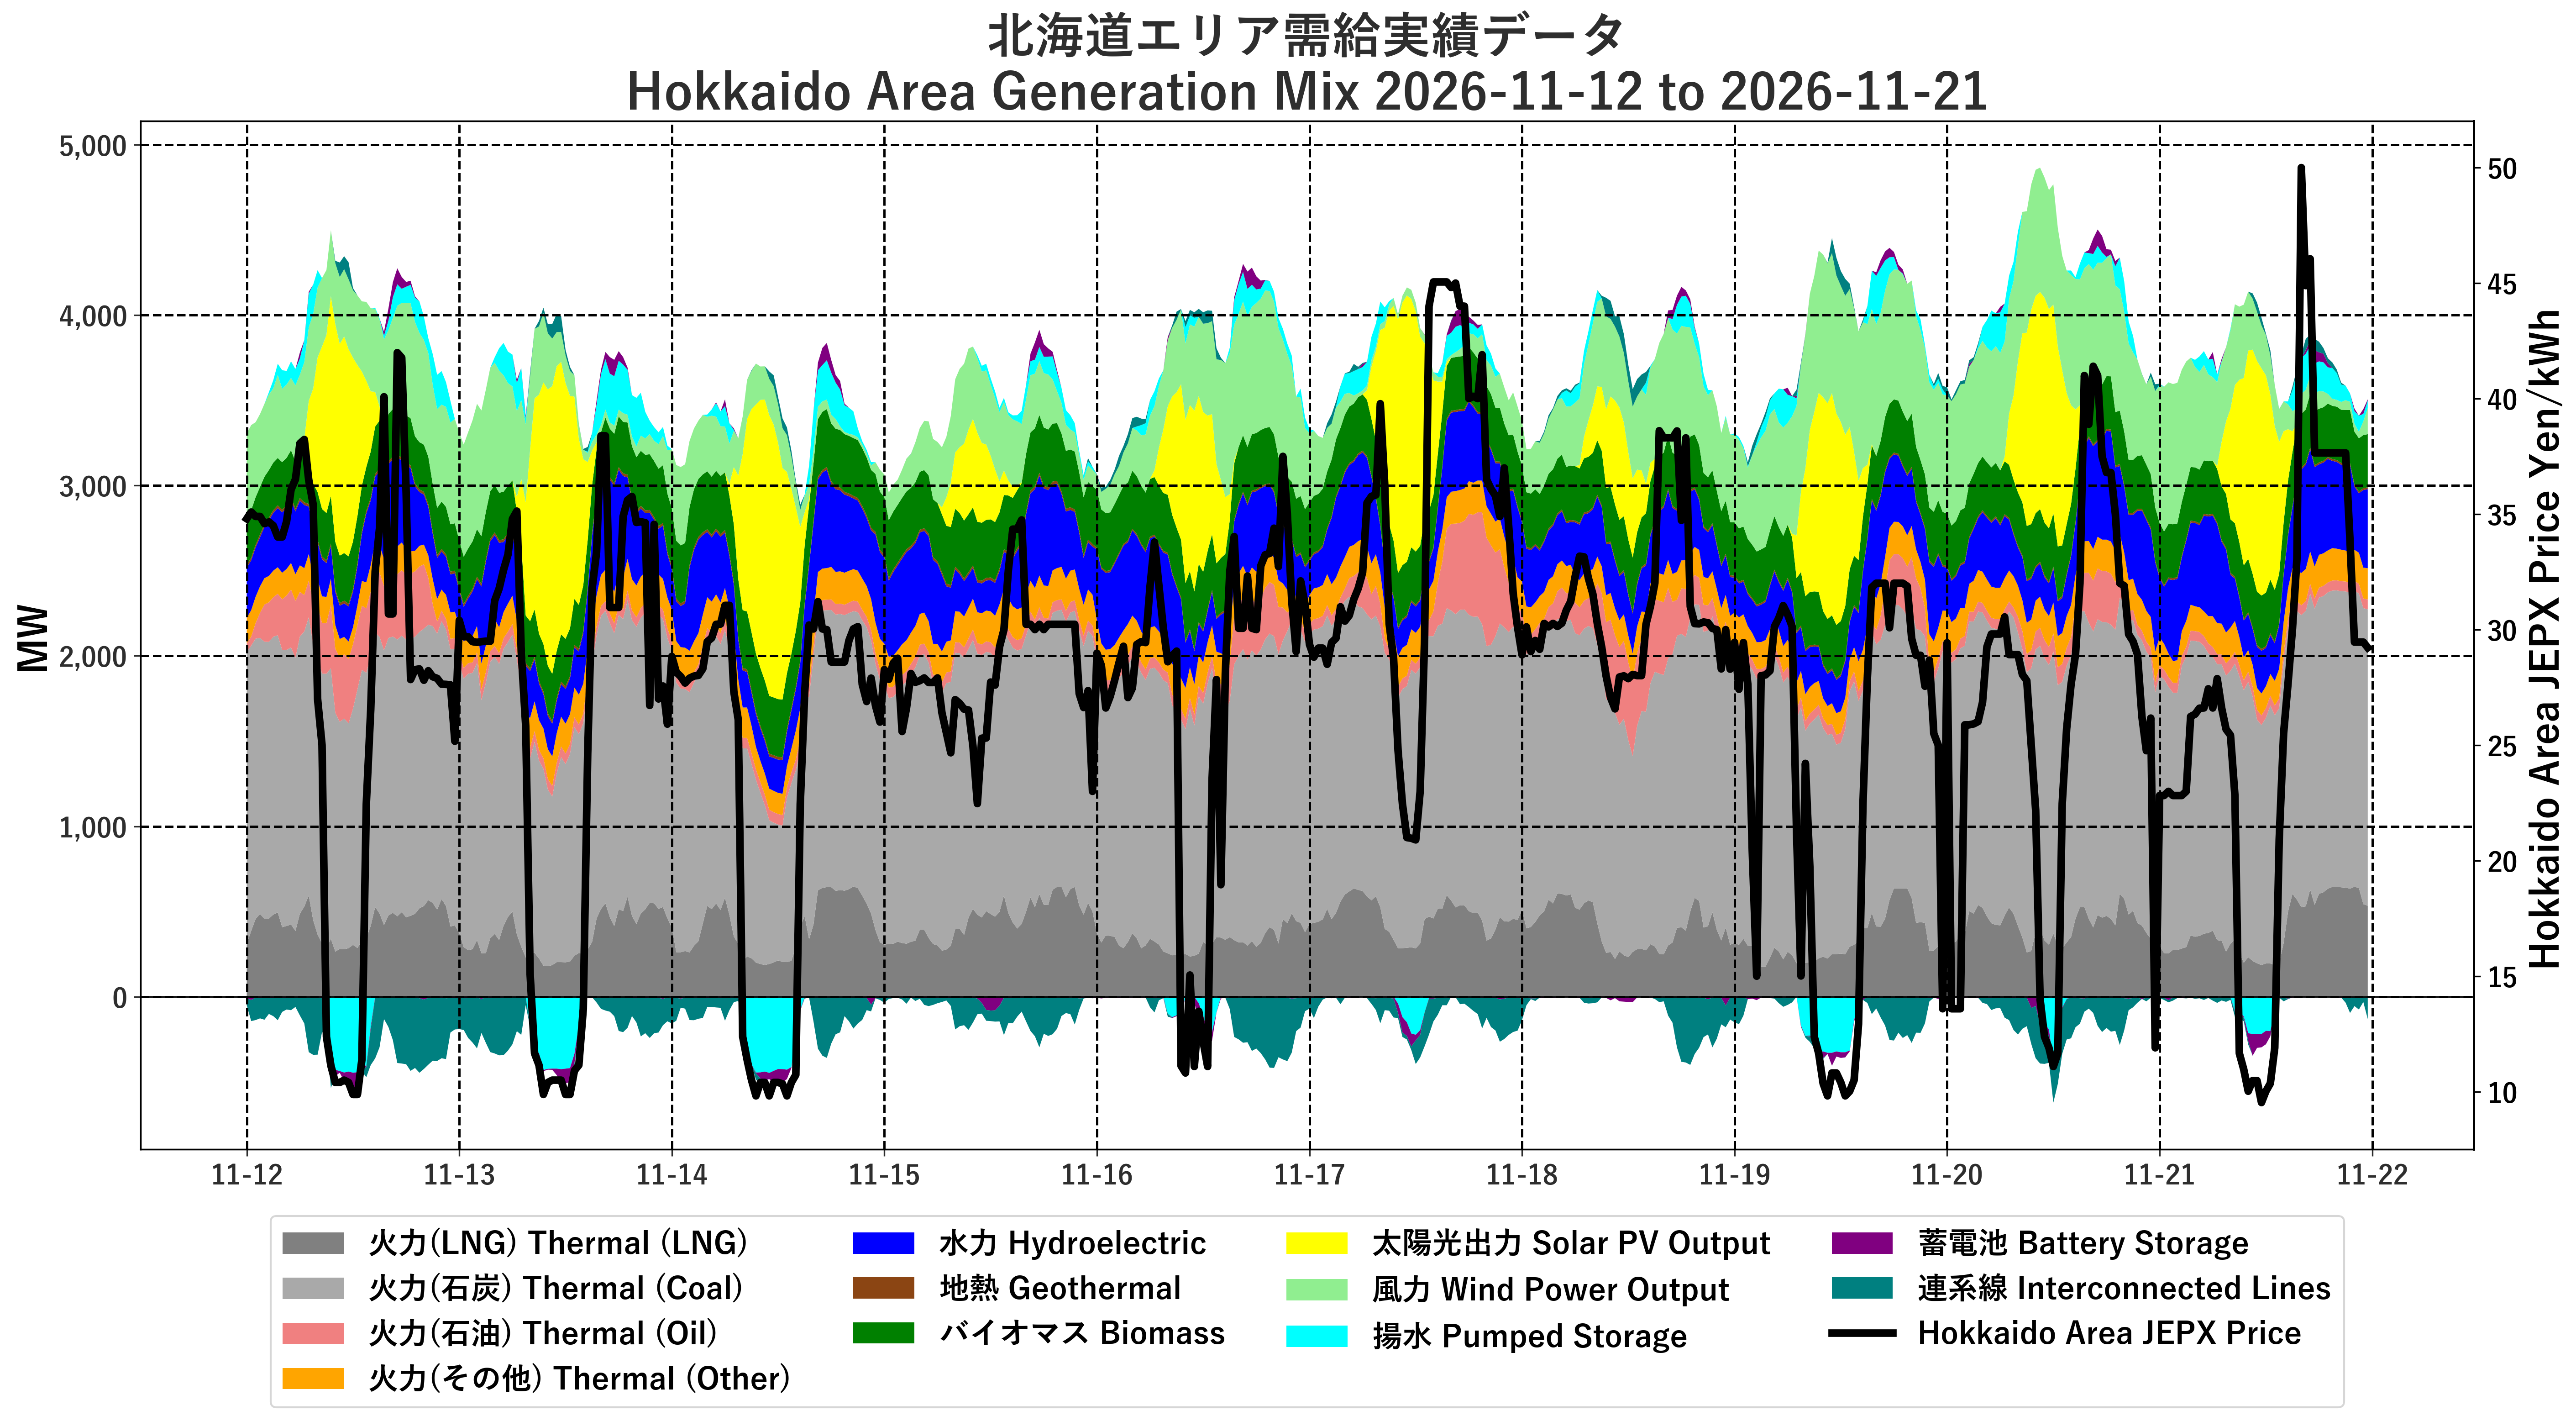 北海道エリア需給実績データ
Hokkaido Area Generation Mix 2026-11-12 to 2026-11-21
5,000
4,000
3,000
2,000
1,000
0
MW
50
45
40
35
30
25
20
15
10
Hokkaido Area JEPX Price Yen/kWh
11-12
11-13
11-14
11-15
11-16
11-17
11-18
11-19
11-20
11-21
11-22
火力(LNG) Thermal (LNG)
火力(石炭) Thermal (Coal)
火力(石油) Thermal (Oil)
火力(その他) Thermal (Other)
水力 Hydroelectric
地熱 Geothermal
バイオマス Biomass
太陽光出力 Solar PV Output
風力 Wind Power Output
揚水 Pumped Storage
蓄電池 Battery Storage
連系線 Interconnected Lines
Hokkaido Area JEPX Price